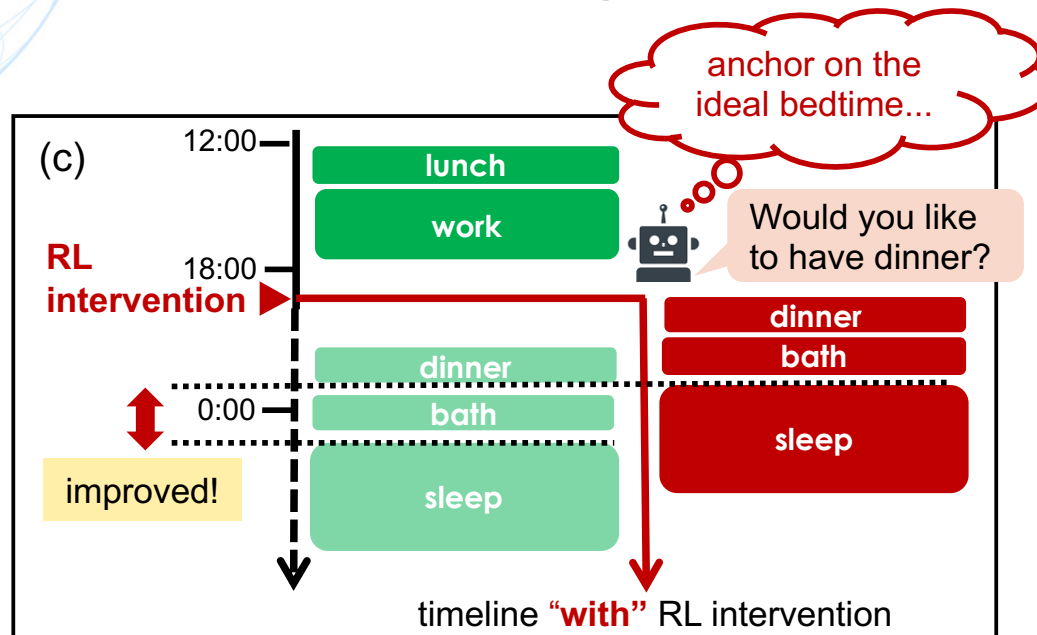 anchor on the
ideal bedtime...
(c)
12:00
lunch
work
Would you like
to have dinner?
RL
intervention
18:00
dinner
bath
sleep
dinner
0:00
bath
improved!
sleep
timeline “with” RL intervention